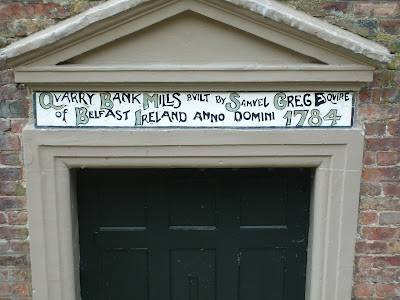 QUARRY BANK MILLS BUILT BY SAMUEL GREG ESQUIRE
OF BELFAST IRELAND ANNO DOMINI 1784